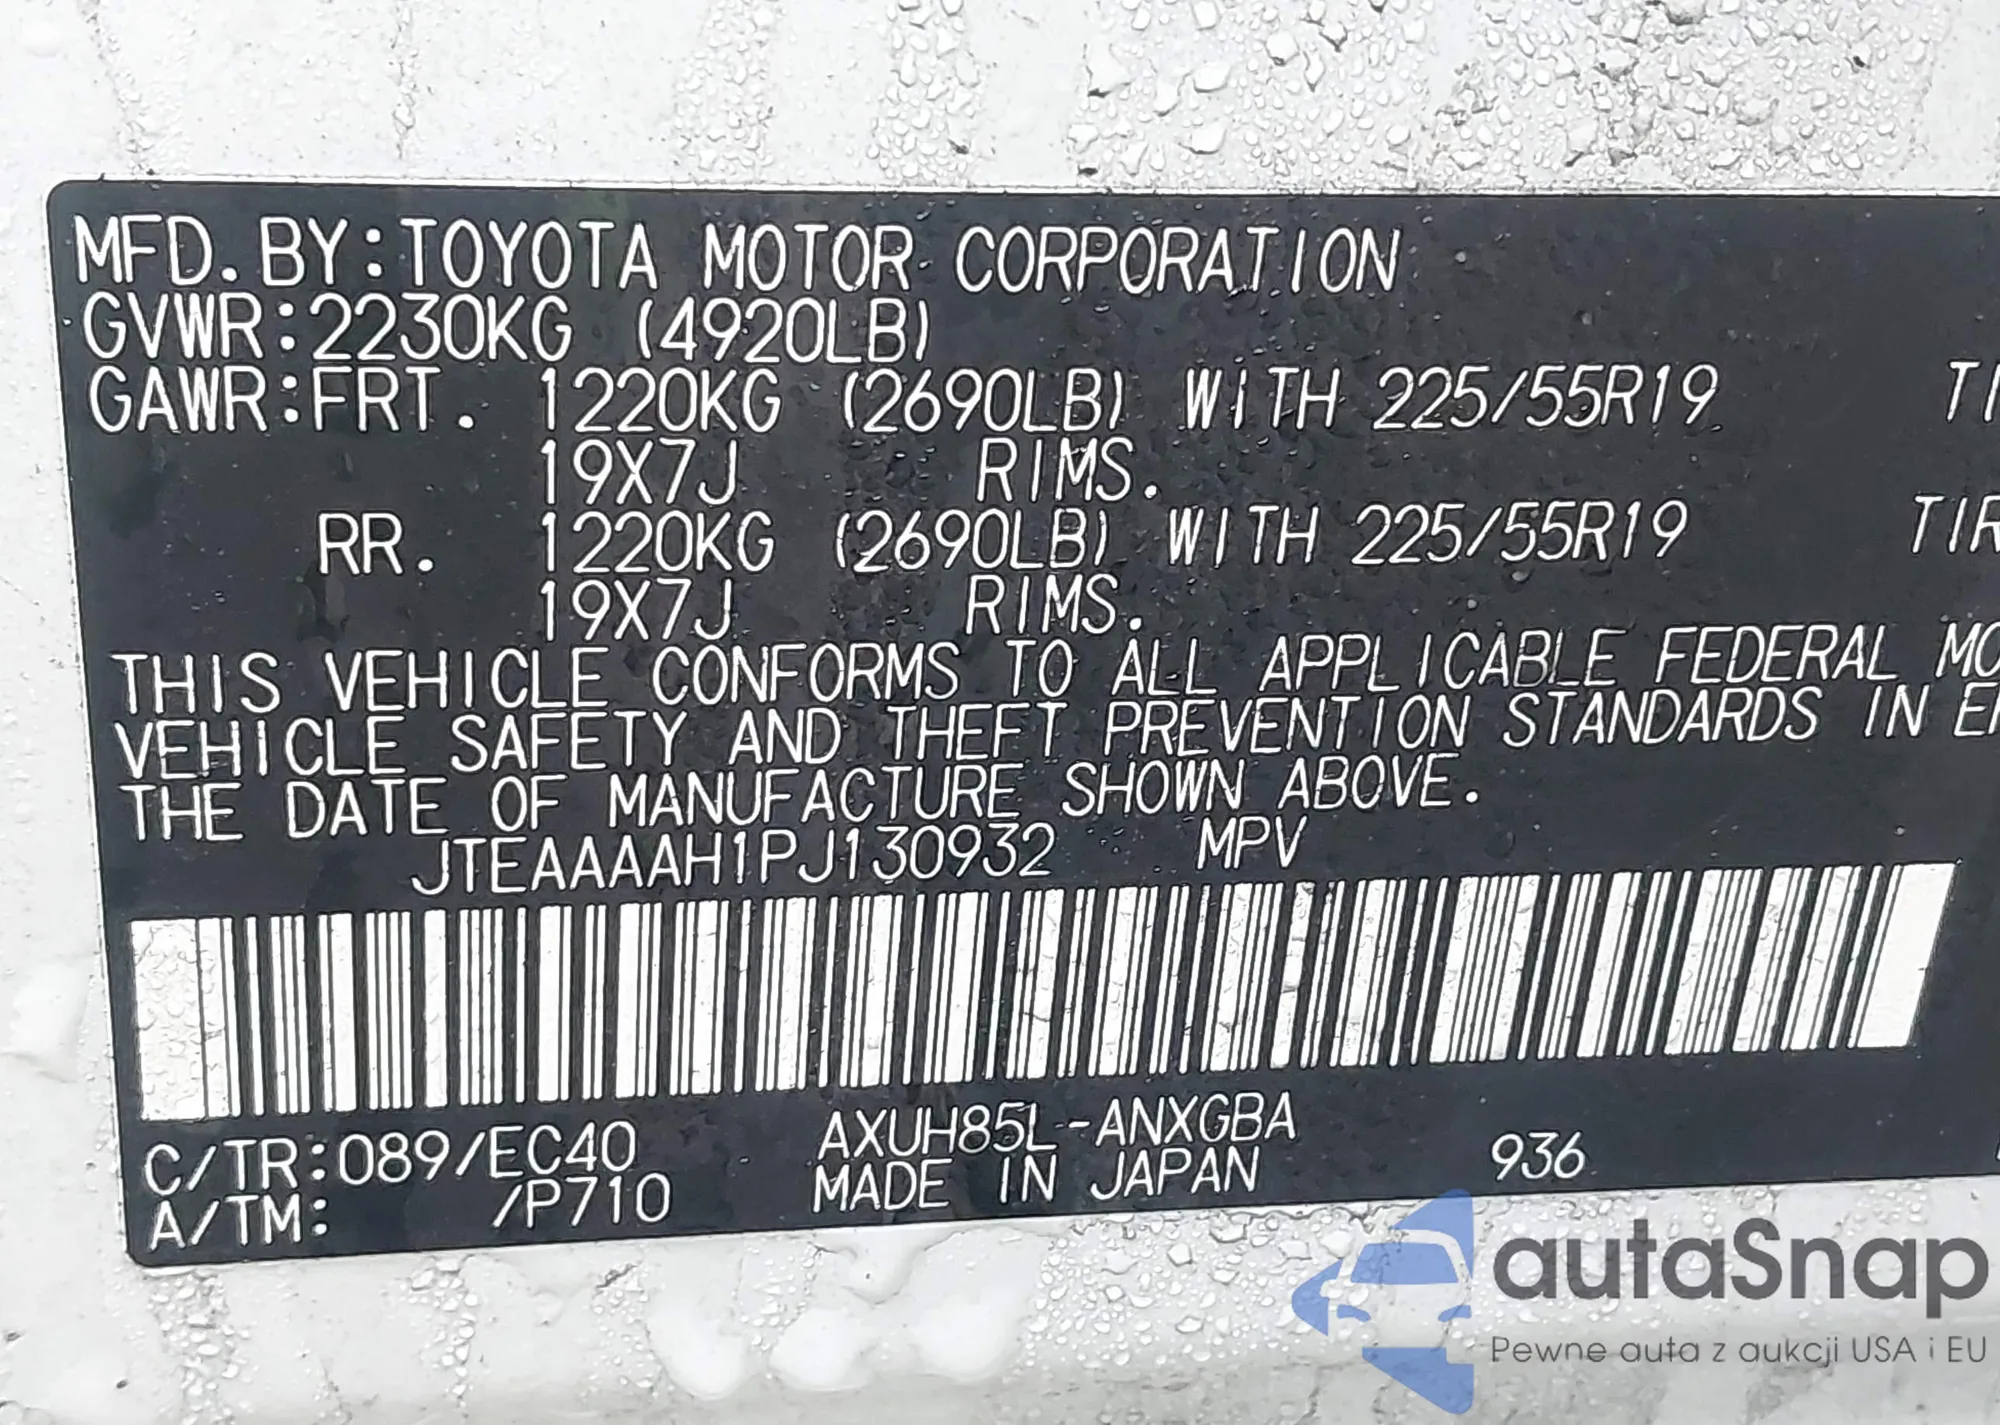 MFD.BY:TOYOTA MOTOR CORPORATION
GVWR:2230KG (4920LB)
GAWR:FRT. 1220KG (2690LB) WITH 225/55R19 TI
19X7J RIMS.
RR. 1220KG (2690LB) WITH 225/55R19 TIR
19X7J RIMS.
THIS VEHICLE CONFORMS TO ALL APPLICABLE FEDERAL MO
VEHICLE SAFETY AND THEFT PREVENTION STANDARDS IN
THE DATE OF MANUFACTURE SHOWN ABOVE.
JTEAAAAH1PJ130932 MPV
C/TR:089/EC40 AXUH85L-ANXGBA
A/TM: /P710 MADE IN JAPAN 936
autaSnap
Pewne auta z aukcji USA i EU